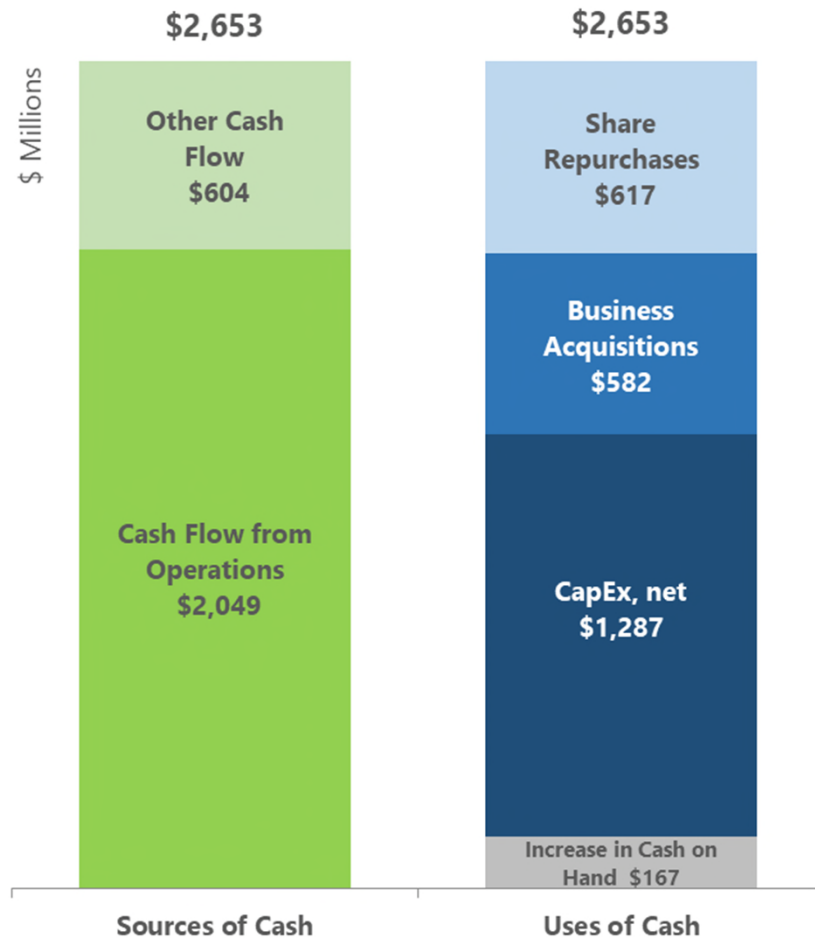 $2,653
$2,653
$ Millions
Other Cash
Flow
$604
Share
Repurchases
$617
Business
Acquisitions
$582
Cash Flow from
Operations
$2,049
CapEx, net
$1,287
Increase in Cash on
Hand $167
Sources of Cash
Uses of Cash